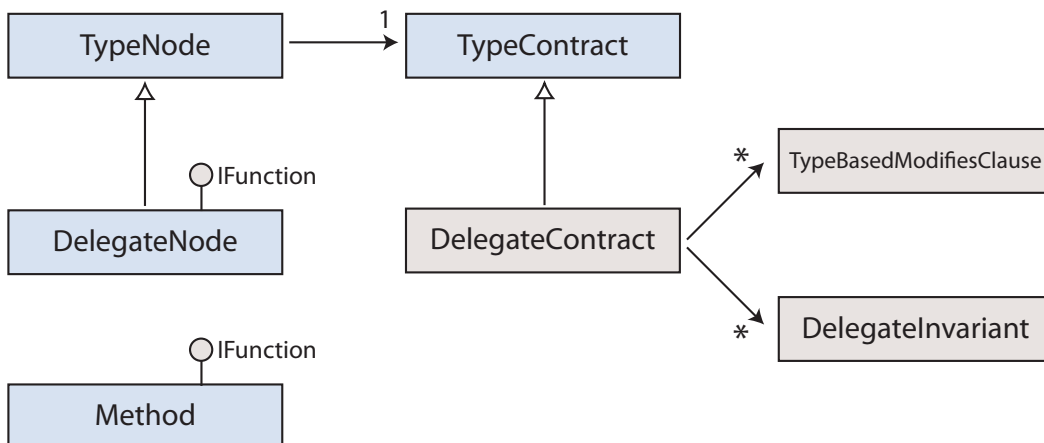 1
TypeNode
TypeContract
*
TypeBasedModifiesClause
IFunction
DelegateNode
DelegateContract
DelegateInvariant
*
IFunction
Method